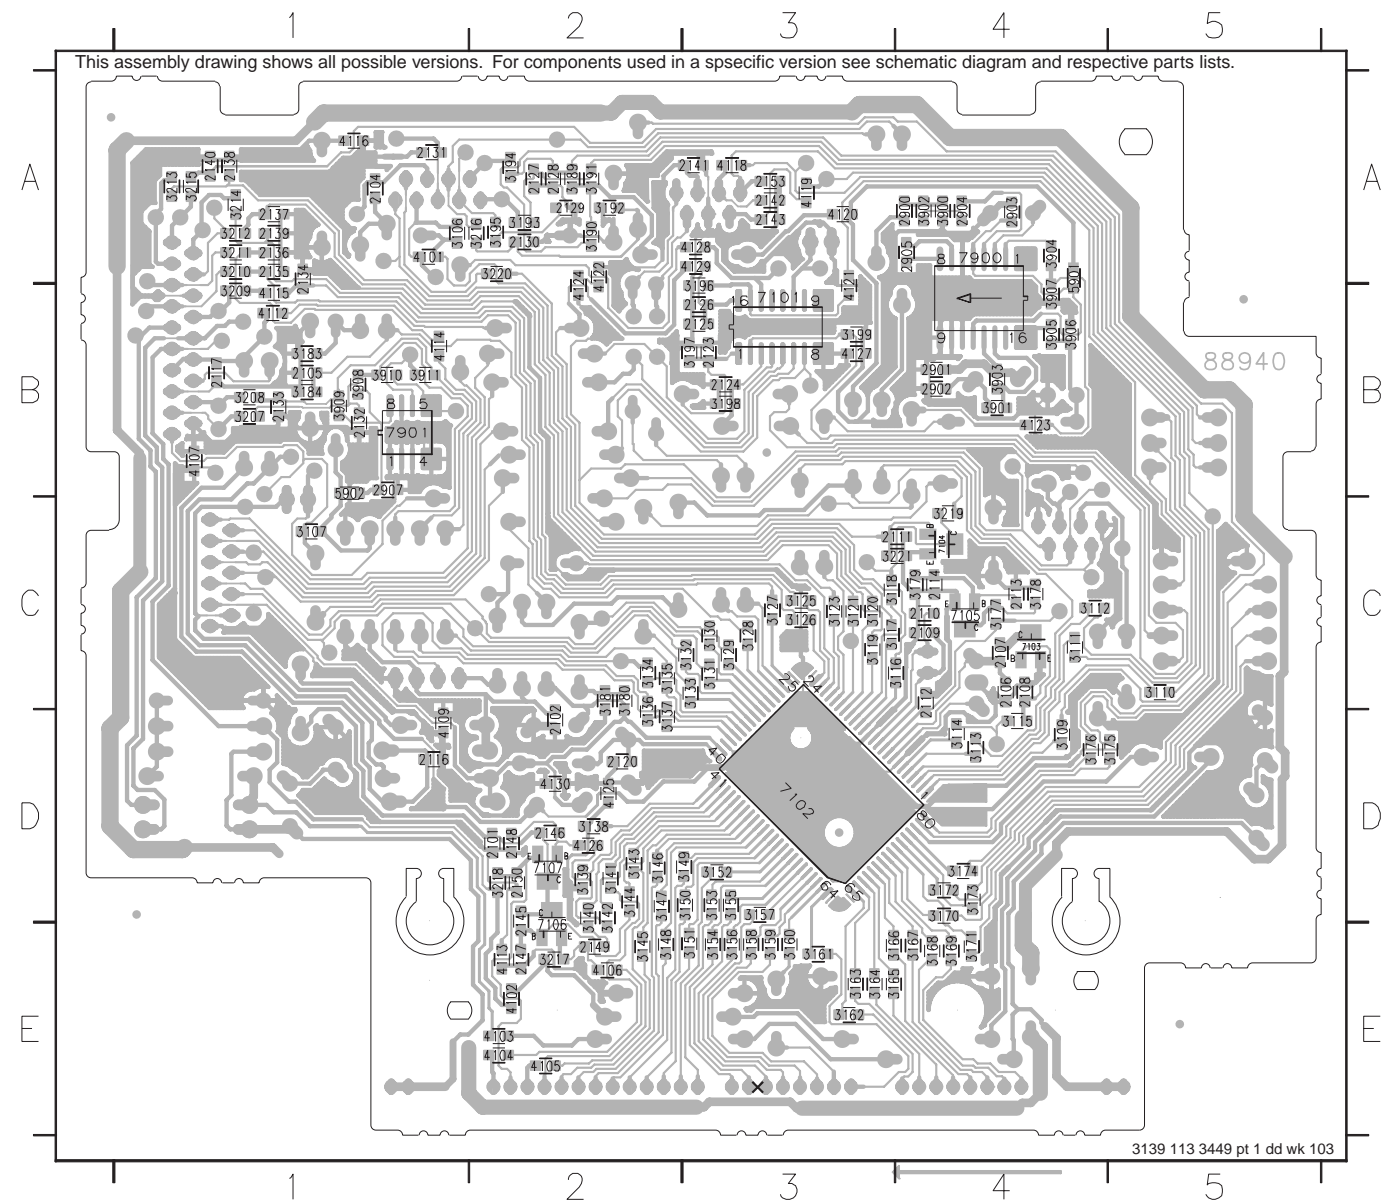 1 2 3 4 5
This assembly drawing shows all possible versions. For components used in a spsecific version see schematic diagram and respective parts lists.
A A
4116 2131 3194 2141 4118
2140 2138 2127 2128 3189 3191 2153 4119
3213 3215 2104 2142
3214 2137 2129 3192 2143 4120 2900 3902 3900 2904 2903
3212 2139 3106 3216 3195 3193 3190
3211 2136 4101 2130 4128 2905 3904
3210 2135 2134 3220 4124 4122 4129 8 7900 1 5901
3209 4115 3196 16 7101 9 4121 3907
4112 2126
2125 3199 9 16 3905 3906
3183 4114 3197 2123 1 8 4127
88940
2117 2105 3908 3910 3911 2124 2901 3903
B 3184 2902 B
3208 2133 3909 8 5 3198 3901
3207 2132 7901 4123
4107 1 4
5902 2907
3107 3219
2111 B C 7104
3221 E
3118 3179 2114 2113 3178
C 3127 3125 3123 3121 3120 2110 E B 3177 3112 C
3126 7105
3130 3128 3117 2109 C C 7103
3132 3129 3119 2107 B E 3111
3134 3135 3131 3116
3133 25 24 2106 2108 3110
3181 3180 3136 3137 2112
4109 2102 3114 3115 3109
2116 2120 40 3113 3176 3175
4130 41
4125 7102 1
D 3138 80 D
2101 2148 2146 4126
E B 7107 3143 3146 3149 3152 3174
C 3218 2150 3139 3141 64 65 3172
3144 3147 3150 3153 3155 3173
2145 C 3140 3142 3157 3170
7106
B E 2149 3145 3148 3151 3154 3156 3158 3159 3160 3161 3166 3167 3168 3169 3171
4113 2147 3217 4106
4102 3163 3164 3165
E 4103 3162 E
4104 4105
3139 113 3449 pt 1 dd wk 103
1 2 3 4 5